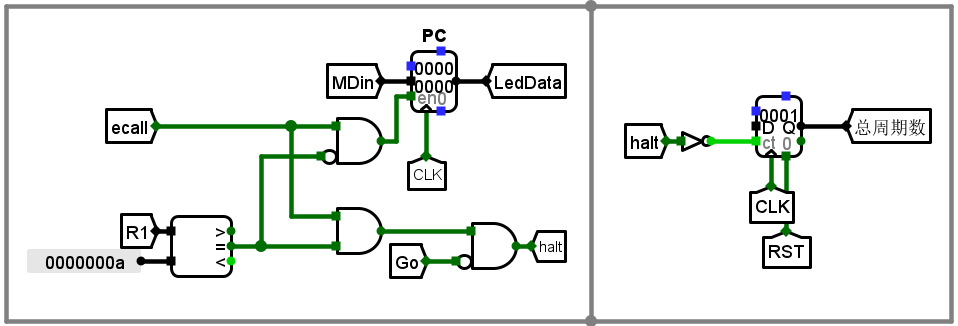 PC
0000
0000
en0
MDin
LedData
ecall
CLK
R1
>
=
<
0000000a
Go
halt
0001
D Q
ct 0
halt
总周期数
CLK
RST